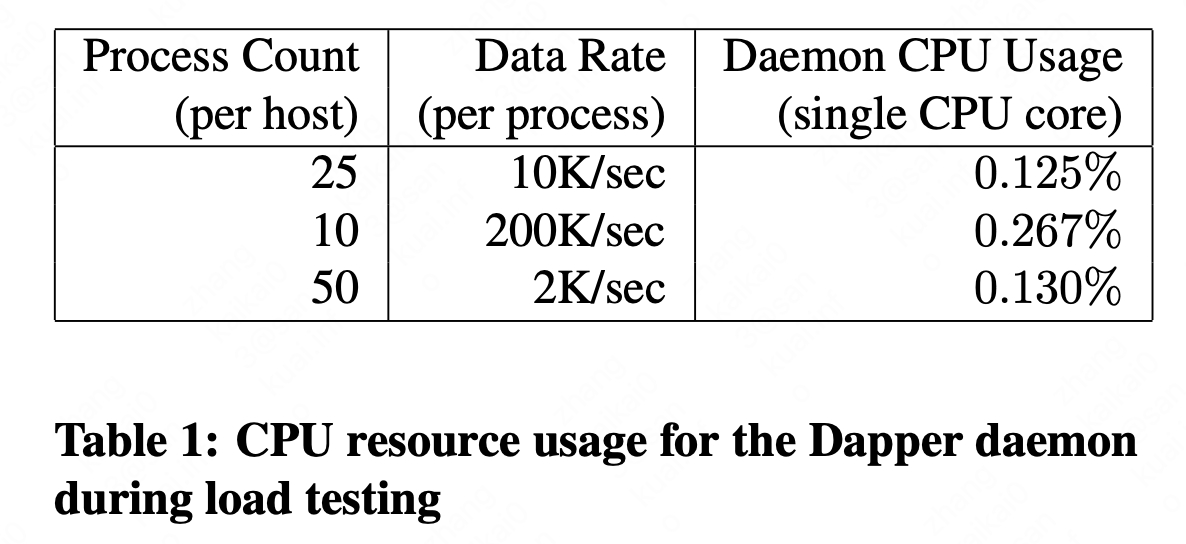 Process Count Data Rate Daemon CPU Usage
(per host) (per process) (single CPU core)
25 10K/sec 0.125%
10 200K/sec 0.267%
50 2K/sec 0.130%
Table 1: CPU resource usage for the Dapper daemon
during load testing